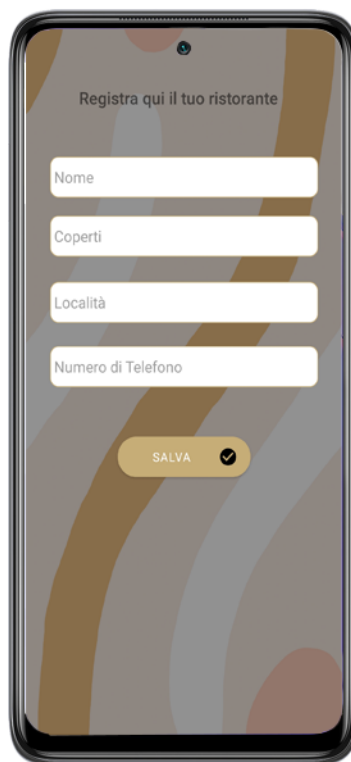 Registra qui il tuo ristorante
Nome
Coperti
Località
Numero di Telefono
SALVA